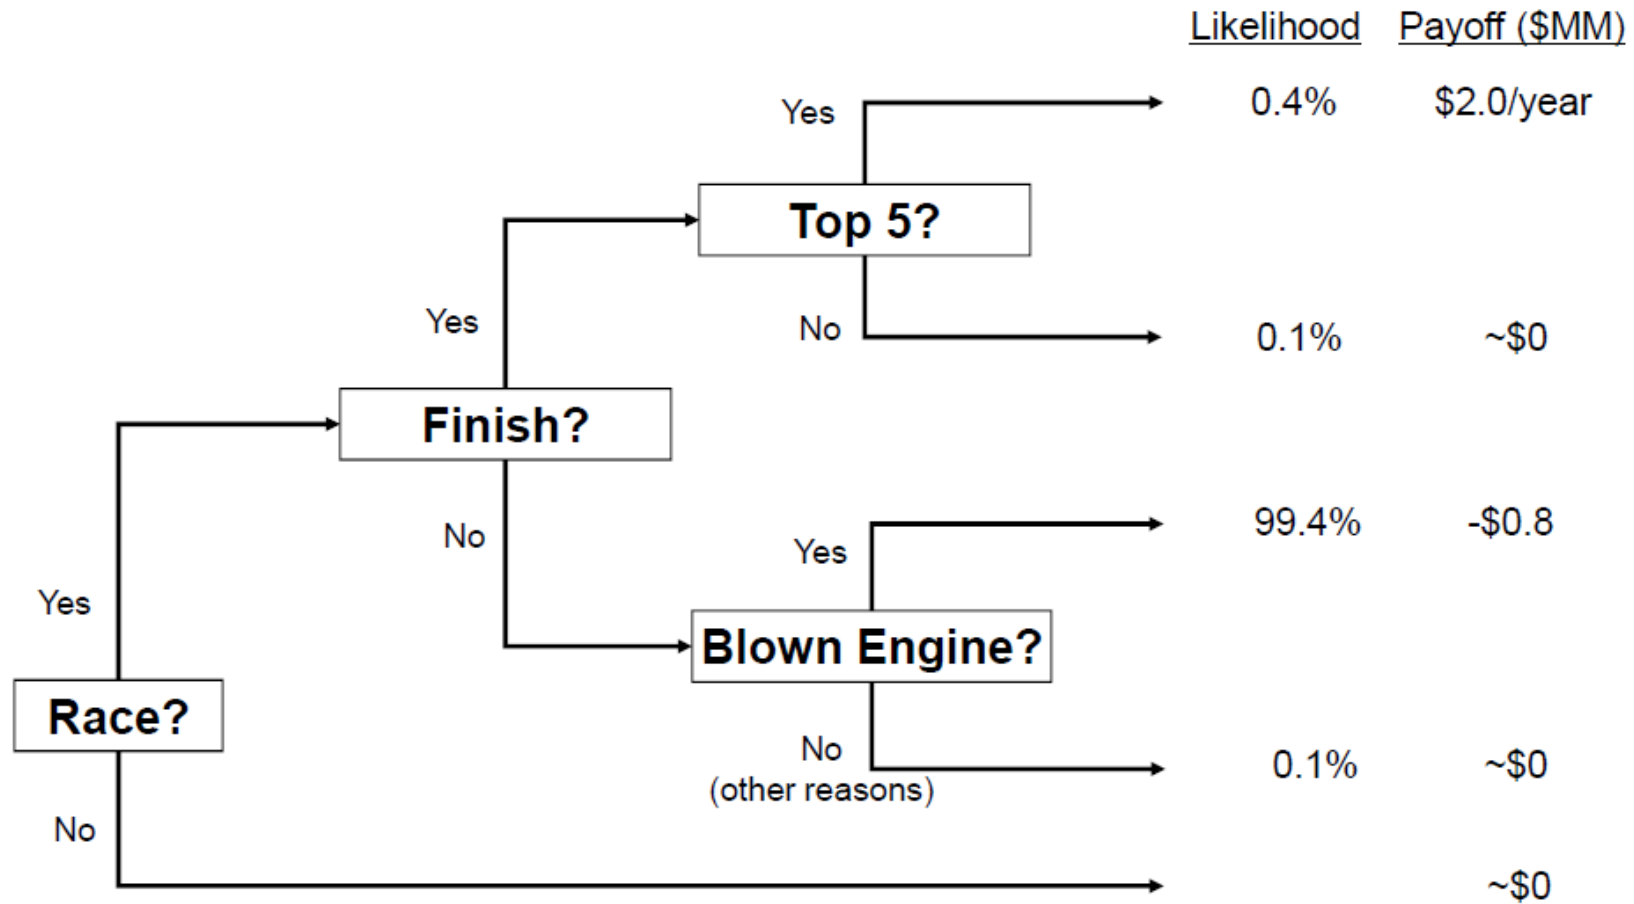 Likelihood Payoff ($MM)
Yes 0.4% $2.0/year
Top 5?
Yes No 0.1% ~$0
Finish?
No Yes 99.4% -$0.8
Yes
Blown Engine?
Race?
No 0.1% ~$0
(other reasons)
No
~$0